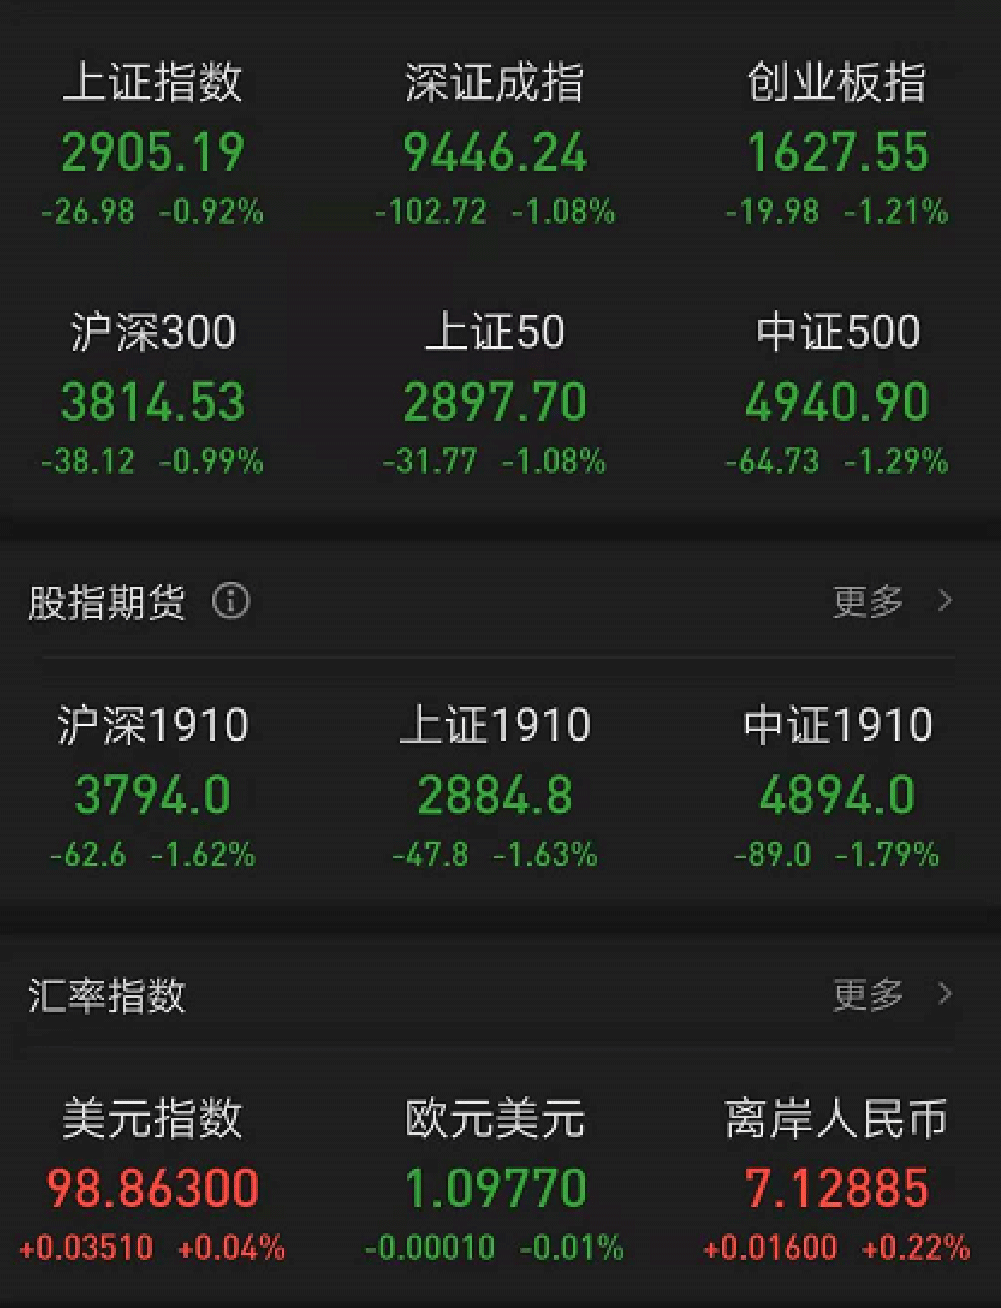 上证指数 深证成指 创业板指
2905.19 9446.24 1627.55
-26.98 -0.92% -102.72 -1.08% -19.98 -1.21%
沪深300 上证50 中证500
3814.53 2897.70 4940.90
-38.12 -0.99% -31.77 -1.08% -64.73 -1.29%
股指期货 更多
沪深1910 上证1910 中证1910
3794.0 2884.8 4894.0
-62.6 -1.62% -47.8 -1.63% -89.0 -1.79%
汇率指数 更多
美元指数 欧元美元 离岸人民币
98.86300 1.09770 7.12885
+0.03510 +0.04% -0.00010 -0.01% +0.01600 +0.22%